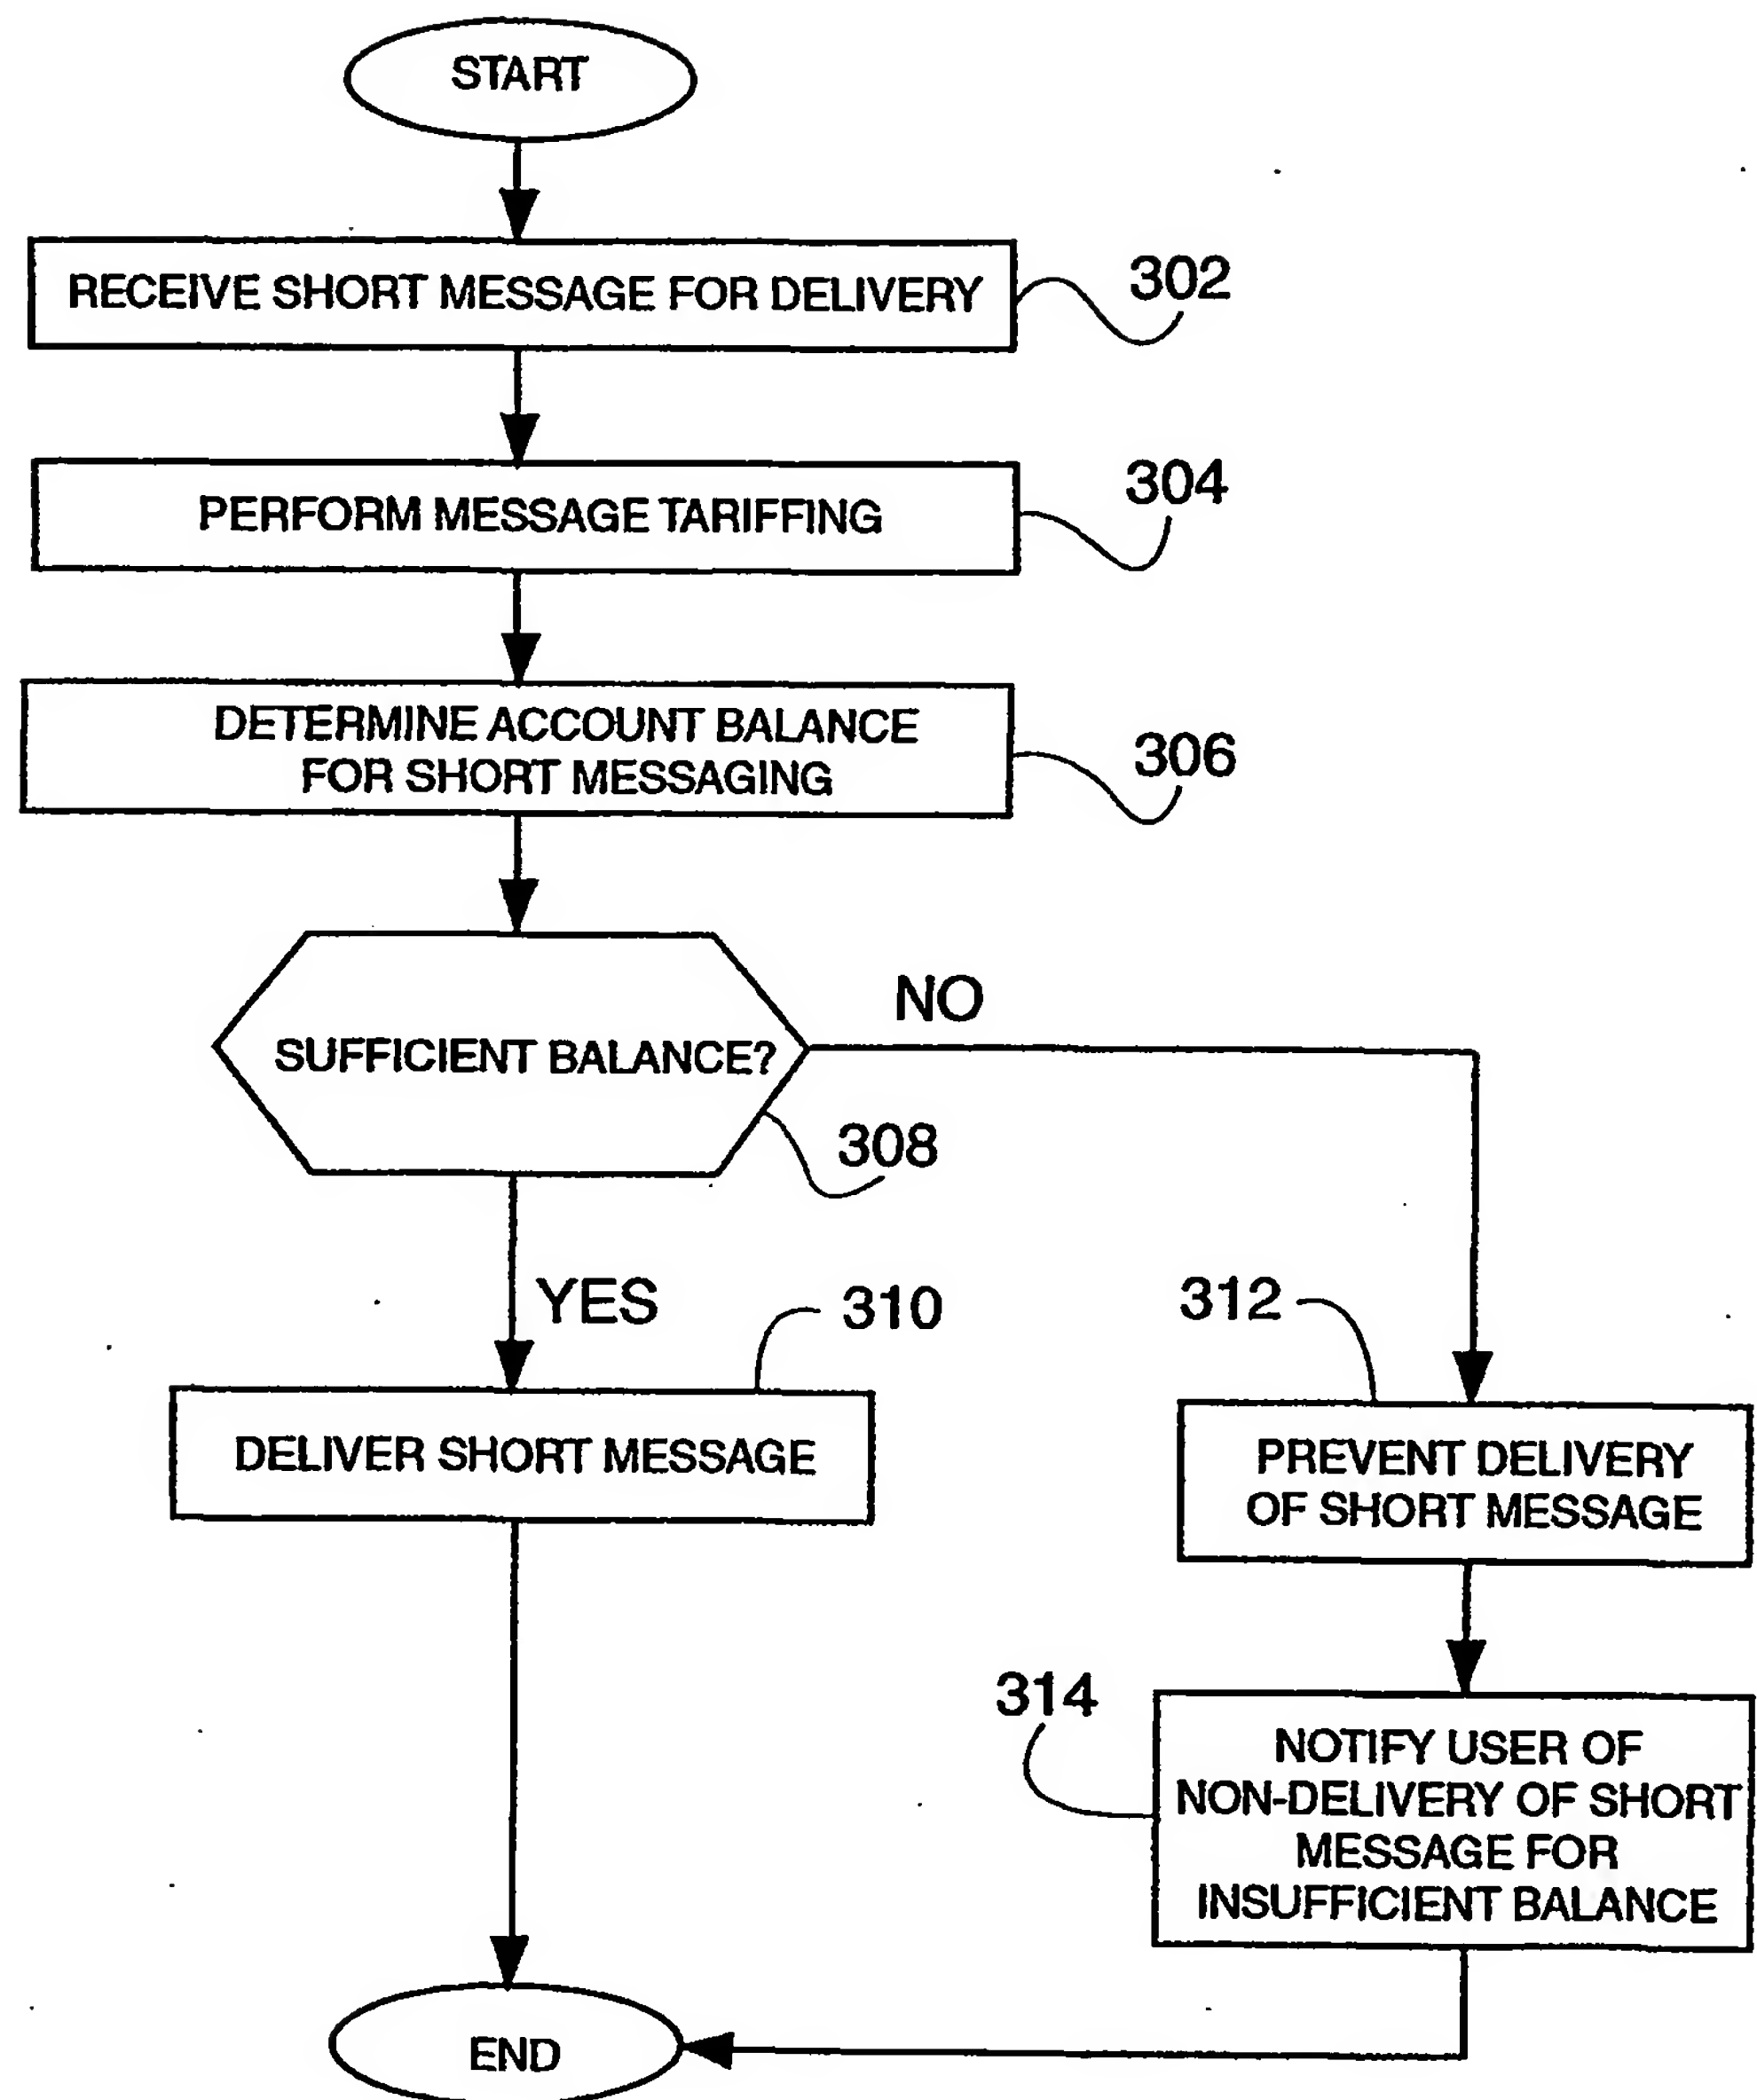 START
RECEIVE SHORT MESSAGE FOR DELIVERY
302
PERFORM MESSAGE TARIFFING
304
DETERMINE ACCOUNT BALANCE
FOR SHORT MESSAGING
306
SUFFICIENT BALANCE?
NO
308
YES
310
312
DELIVER SHORT MESSAGE
PREVENT DELIVERY
OF SHORT MESSAGE
314
NOTIFY USER OF
NON-DELIVERY OF SHORT
MESSAGE FOR
INSUFFICIENT BALANCE
END